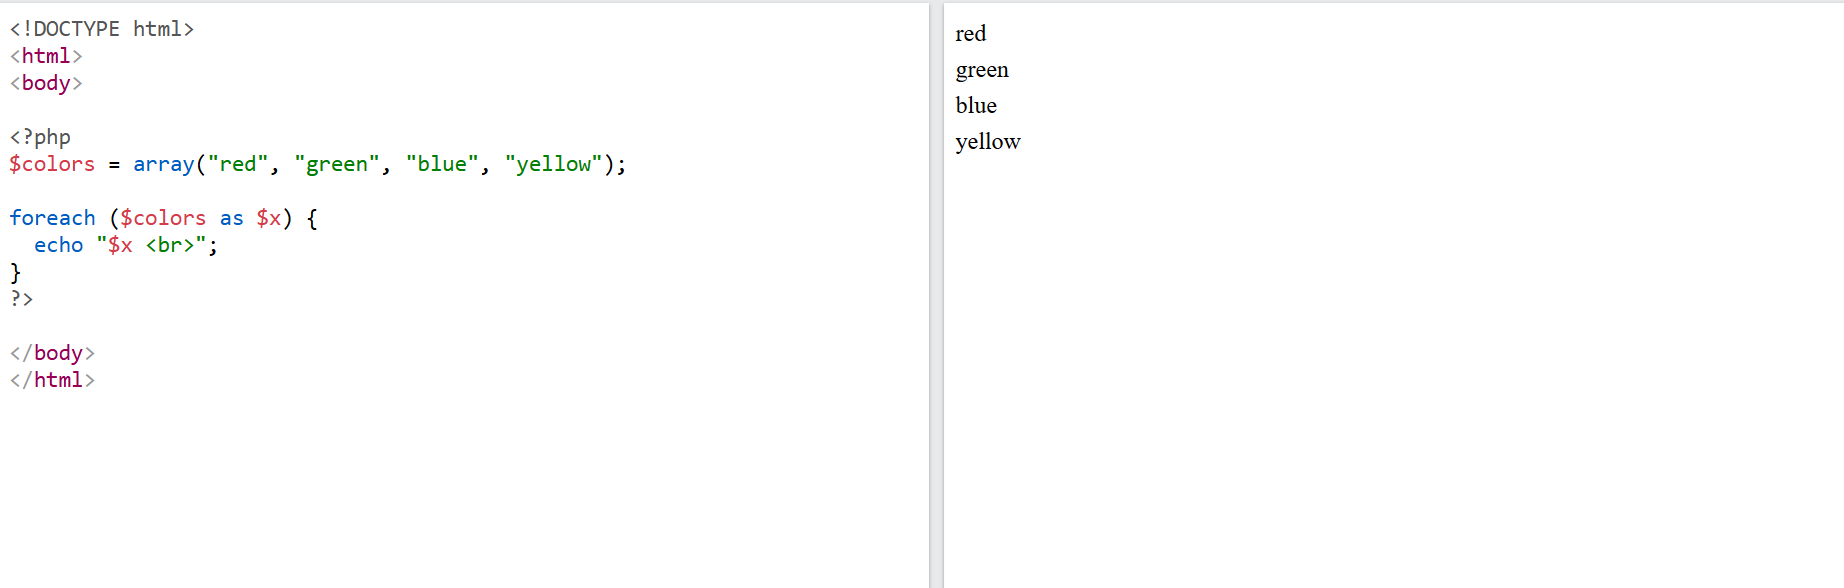 <!DOCTYPE html>
<html>
<body>
<?php
$colors = array("red", "green", "blue", "yellow");
foreach ($colors as $x) {
  echo "$x <br>";
}
?>
</body>
</html>
red
green
blue
yellow